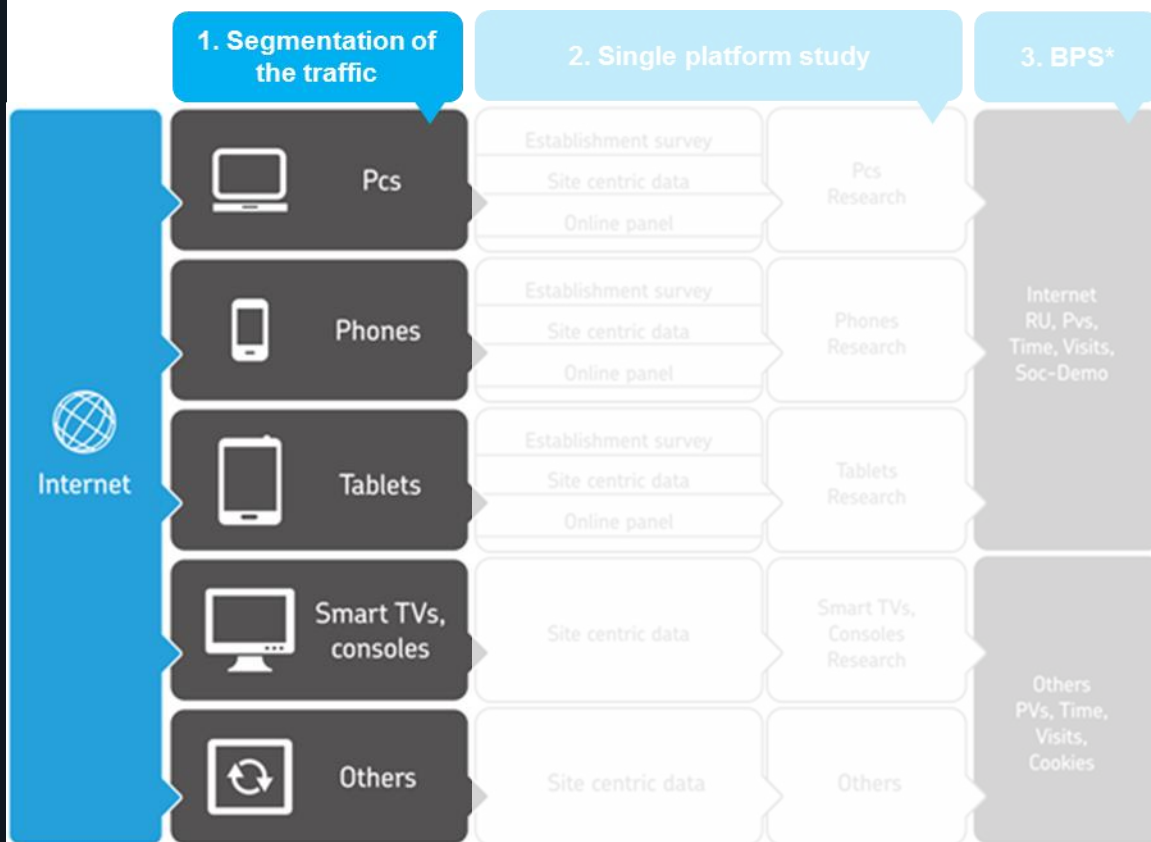 1. Segmentation of
the traffic
2. Single platform study
3. BPS*
Internet
Pcs
Establishment survey
Site centric data
Online panel
Pcs
Research
Phones
Establishment survey
Site centric data
Online panel
Phones
Research
Internet
RU, Pvs,
Time, Visits,
Soc-Demo
Tablets
Establishment survey
Site centric data
Online panel
Tablets
Research
Smart TVs,
consoles
Site centric data
Smart TVs,
Consoles
Research
Others
PVs, Time,
Visits,
Cookies
Others
Site centric data
Others